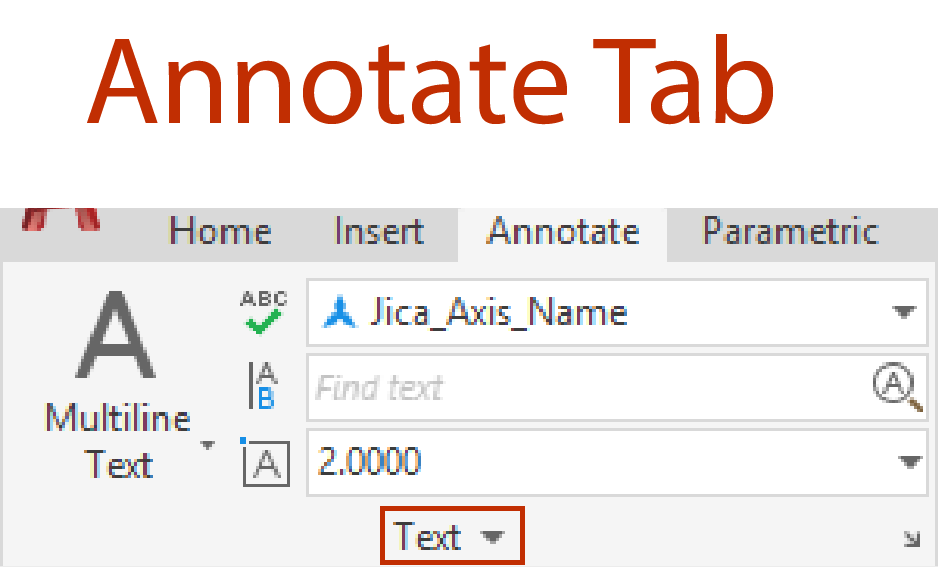 Annotate Tab
Home Insert Annotate Parametric
ABC
Jica_Axis_Name
A
B
Find text
A
Multiline
Text
A
2.0000
Text